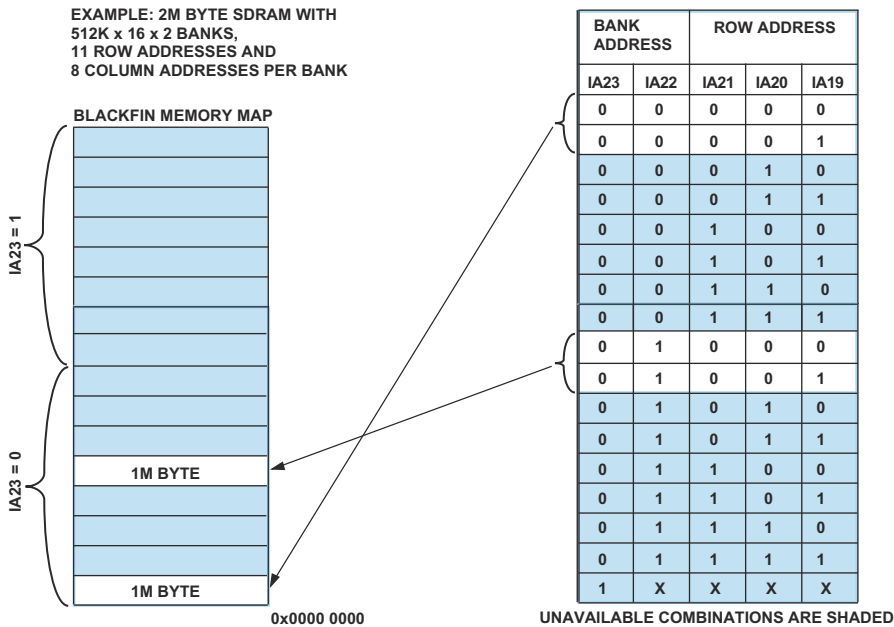 EXAMPLE: 2M BYTE SDRAM WITH
512K x 16 x 2 BANKS,
11 ROW ADDRESSES AND
8 COLUMN ADDRESSES PER BANK
BLACKFIN MEMORY MAP
IA23 = 1
IA23 = 0
1M BYTE
1M BYTE
0x0000 0000
BANK ADDRESS ROW ADDRESS
IA23 IA22 IA21 IA20 IA19
0 0 0 0 0
0 0 0 0 1
0 0 0 1 0
0 0 0 1 1
0 0 1 0 0
0 0 1 0 1
0 0 1 1 0
0 0 1 1 1
0 1 0 0 0
0 1 0 0 1
0 1 0 1 0
0 1 0 1 1
0 1 1 0 0
0 1 1 0 1
0 1 1 1 0
0 1 1 1 1
1 X X X X
UNAVAILABLE COMBINATIONS ARE SHADED